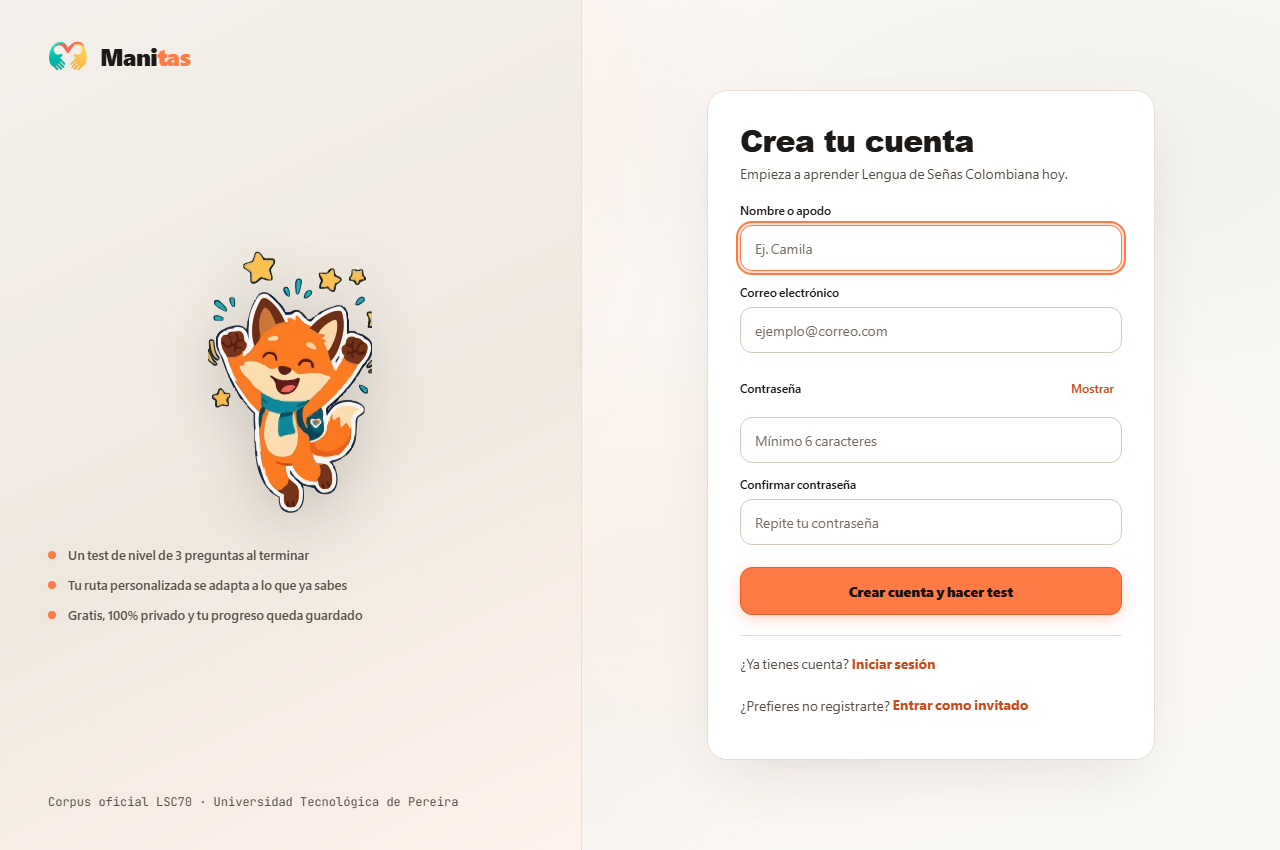 Manitas
Un test de nivel de 3 preguntas al terminar
Tu ruta personalizada se adapta a lo que ya sabes
Gratis, 100% privado y tu progreso queda guardado
Corpus oficial LSC70 · Universidad Tecnológica de Pereira
Crea tu cuenta
Empieza a aprender Lengua de Señas Colombiana hoy.
Nombre o apodo
Ej. Camila
Correo electrónico
ejemplo@correo.com
Contraseña Mostrar
Mínimo 6 caracteres
Confirmar contraseña
Repite tu contraseña
Crear cuenta y hacer test
¿Ya tienes cuenta? Iniciar sesión
¿Prefieres no registrarte? Entrar como invitado